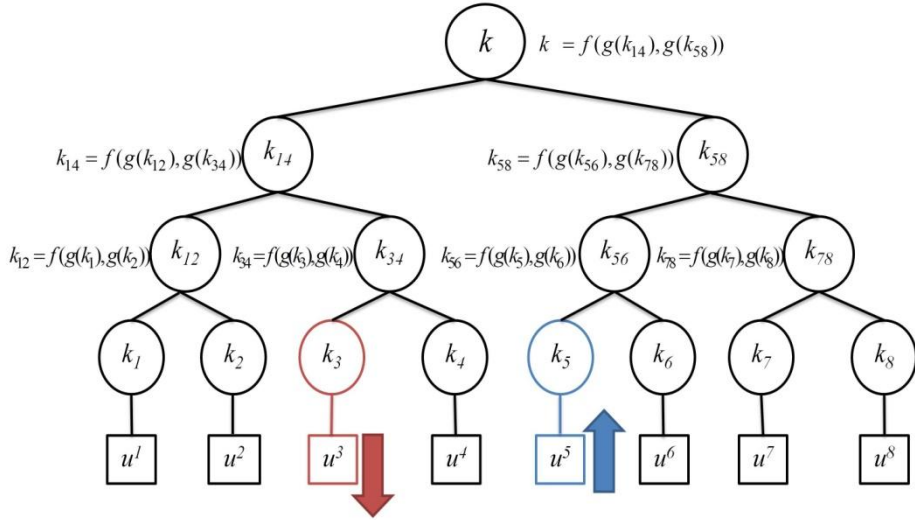 k k = f(g(k₁₄), g(k₅₈))
k₁₄ = f(g(k₁₂), g(k₃₄)) k₁₄ k₅₈ = f(g(k₅₆), g(k₇₈)) k₅₈
k₁₂ = f(g(k₁), g(k₂)) k₁₂ k₃₄ = f(g(k₃), g(k₄)) k₃₄ k₅₆ = f(g(k₅), g(k₆)) k₅₆ k₇₈ = f(g(k₇), g(k₈)) k₇₈
k₁ k₂ k₃ k₄ k₅ k₆ k₇ k₈
u¹ u² u³ u⁴ u⁵ u⁶ u⁷ u⁸